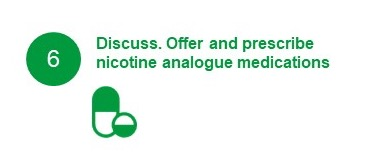 6
Discuss. Offer and prescribe
nicotine analogue medications